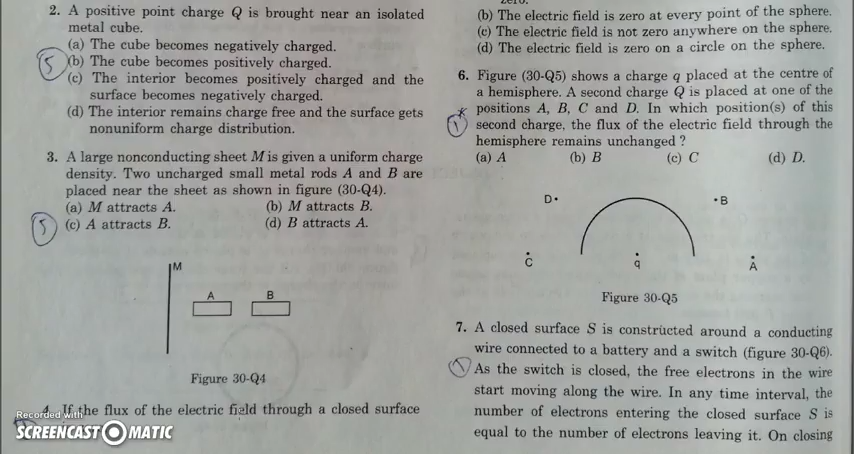 2. A positive point charge Q is brought near an isolated
metal cube.
(a) The cube becomes negatively charged.
(b) The cube becomes positively charged.
(c) The interior becomes positively charged and the
surface becomes negatively charged.
(d) The interior remains charge free and the surface gets
nonuniform charge distribution.
3. A large nonconducting sheet M is given a uniform charge
density. Two uncharged small metal rods A and B are
placed near the sheet as shown in figure (30-Q4).
(a) M attracts A. (b) M attracts B.
(c) A attracts B. (d) B attracts A.
M
A B
Figure 30-Q4
4. If the flux of the electric field through a closed surface
zero.
(b) The electric field is zero at every point of the sphere.
(c) The electric field is not zero anywhere on the sphere.
(d) The electric field is zero on a circle on the sphere.
6. Figure (30-Q5) shows a charge q placed at the centre of
a hemisphere. A second charge Q is placed at one of the
positions A, B, C and D. In which position(s) of this
second charge, the flux of the electric field through the
hemisphere remains unchanged ?
(a) A (b) B (c) C (d) D.
D B
C q A
Figure 30-Q5
7. A closed surface S is constructed around a conducting
wire connected to a battery and a switch (figure 30-Q6).
As the switch is closed, the free electrons in the wire
start moving along the wire. In any time interval, the
number of electrons entering the closed surface S is
equal to the number of electrons leaving it. On closing
Recorded with
SCREENCAST O MATIC